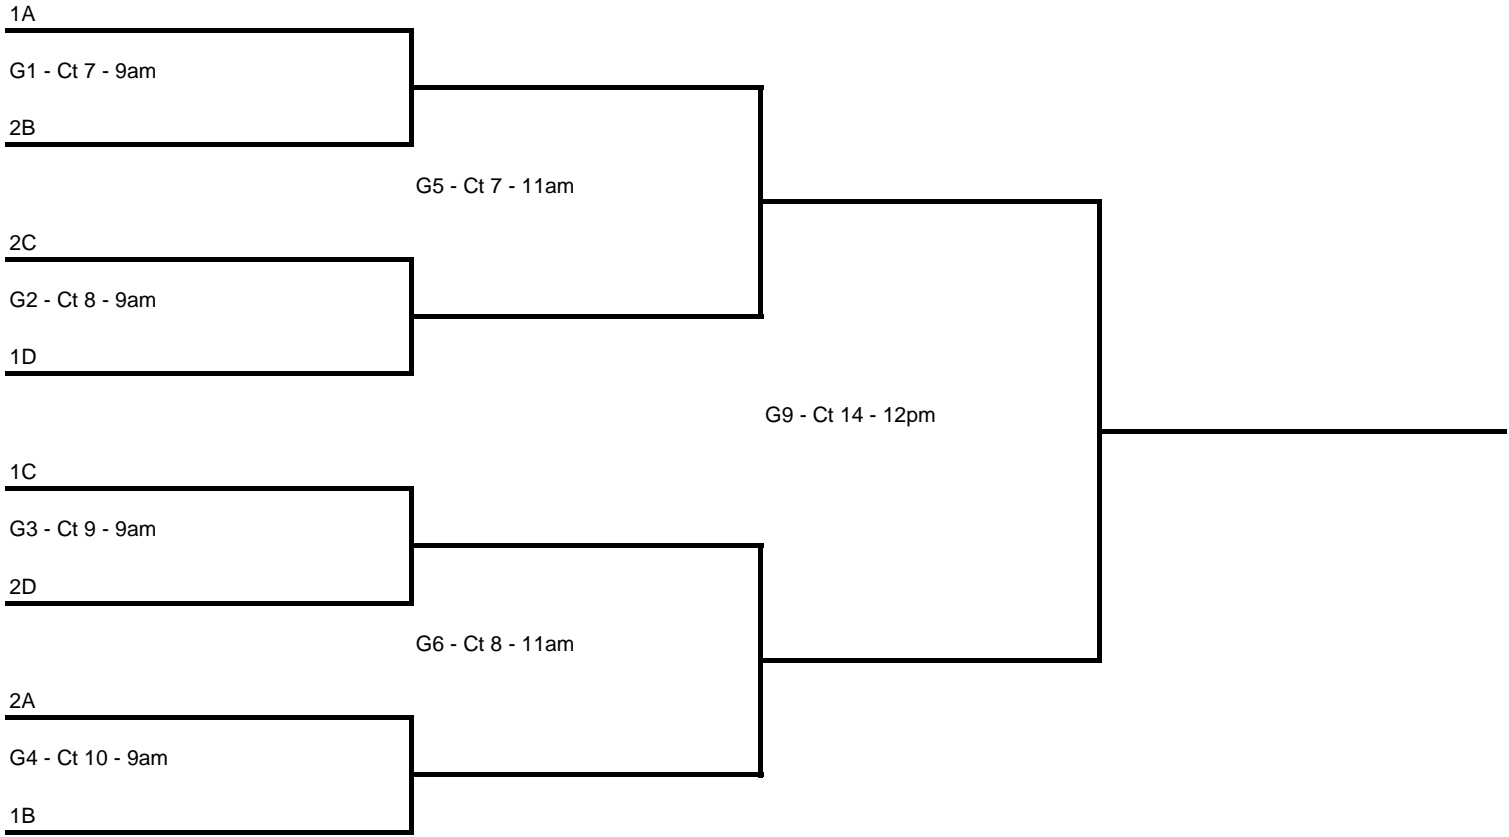 1A
G1 - Ct 7 - 9am
2B
G5 - Ct 7 - 11am
2C
G2 - Ct 8 - 9am
1D
G9 - Ct 14 - 12pm
1C
G3 - Ct 9 - 9am
2D
G6 - Ct 8 - 11am
2A
G4 - Ct 10 - 9am
1B